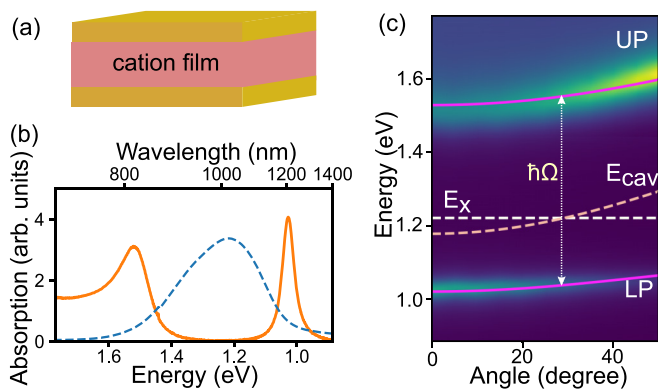 (a)
cation film
(b)
Wavelength (nm)
800 1000 1200 1400
Absorption (arb. units)
4
2
0
1.6 1.4 1.2 1.0
Energy (eV)
(c)
UP
1.6
1.4
1.2
1.0
Energy (eV)
ħΩ
E_cav
E_X
LP
0 20 40
Angle (degree)